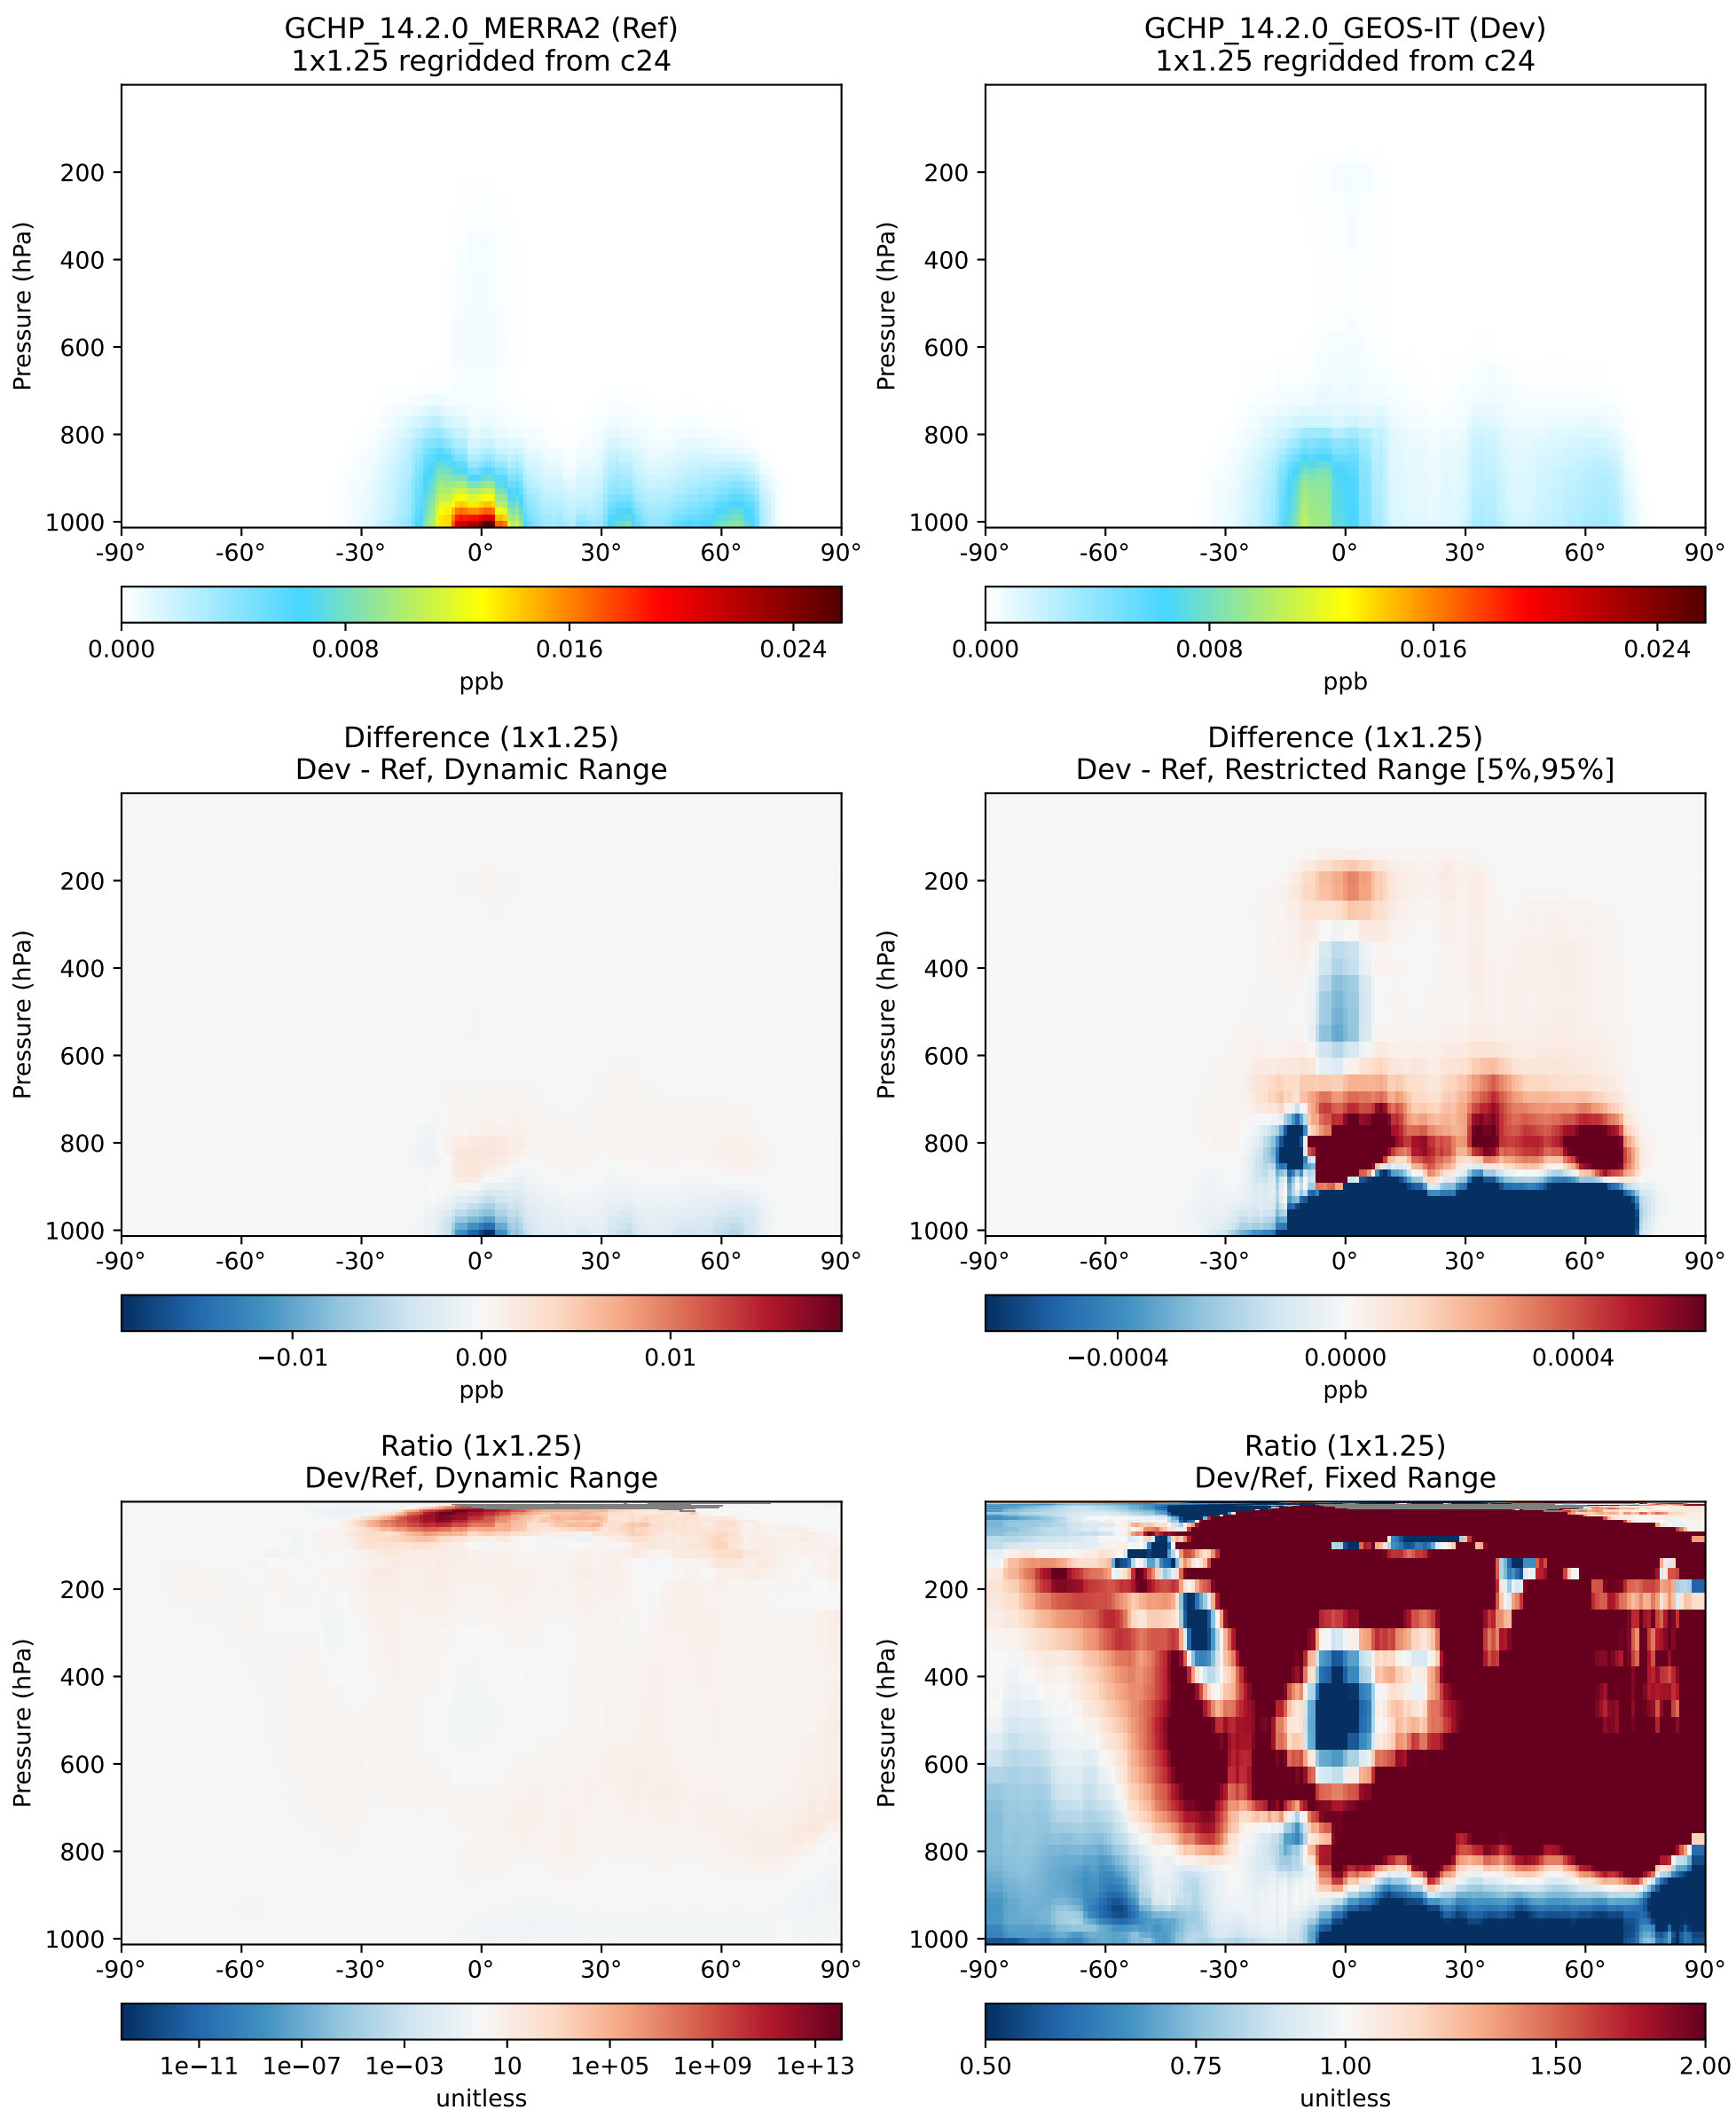 GCHP_14.2.0_MERRA2 (Ref)
1x1.25 regridded from c24
Pressure (hPa)
200
400
600
800
1000
-90° -60° -30° 0° 30° 60° 90°
0.000 0.008 0.016 0.024
ppb
GCHP_14.2.0_GEOS-IT (Dev)
1x1.25 regridded from c24
Pressure (hPa)
200
400
600
800
1000
-90° -60° -30° 0° 30° 60° 90°
0.000 0.008 0.016 0.024
ppb
Difference (1x1.25)
Dev - Ref, Dynamic Range
Pressure (hPa)
200
400
600
800
1000
-90° -60° -30° 0° 30° 60° 90°
−0.01 0.00 0.01
ppb
Difference (1x1.25)
Dev - Ref, Restricted Range [5%,95%]
Pressure (hPa)
200
400
600
800
1000
-90° -60° -30° 0° 30° 60° 90°
−0.0004 0.0000 0.0004
ppb
Ratio (1x1.25)
Dev/Ref, Dynamic Range
Pressure (hPa)
200
400
600
800
1000
-90° -60° -30° 0° 30° 60° 90°
1e−11 1e−07 1e−03 10 1e+05 1e+09 1e+13
unitless
Ratio (1x1.25)
Dev/Ref, Fixed Range
Pressure (hPa)
200
400
600
800
1000
-90° -60° -30° 0° 30° 60° 90°
0.50 0.75 1.00 1.50 2.00
unitless